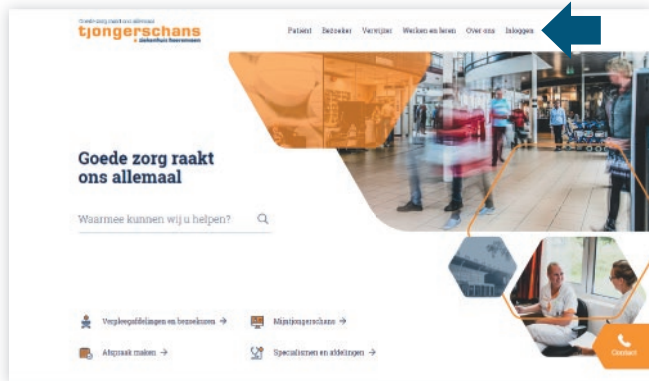 Goede zorg raakt ons allemaal
tjongerschans
ziekenhuis heerenveen
Patiënt Bezoeker Verwijzer Werken en leren Over ons Inloggen
Goede zorg raakt
ons allemaal
Waarmee kunnen wij u helpen?
Verpleegafdelingen en bezoekuren →
Mijntjongerschans →
Afspraak maken →
Specialismen en afdelingen →
Contact